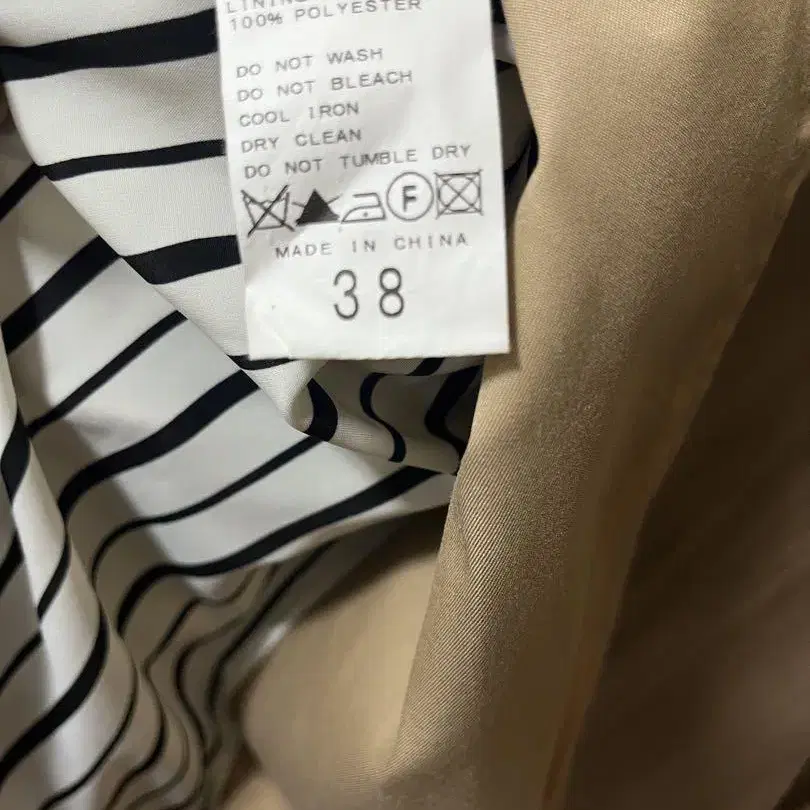 LINING
100% POLYESTER
DO NOT WASH
DO NOT BLEACH
COOL IRON
DRY CLEAN
DO NOT TUMBLE DRY
F
MADE IN CHINA
38